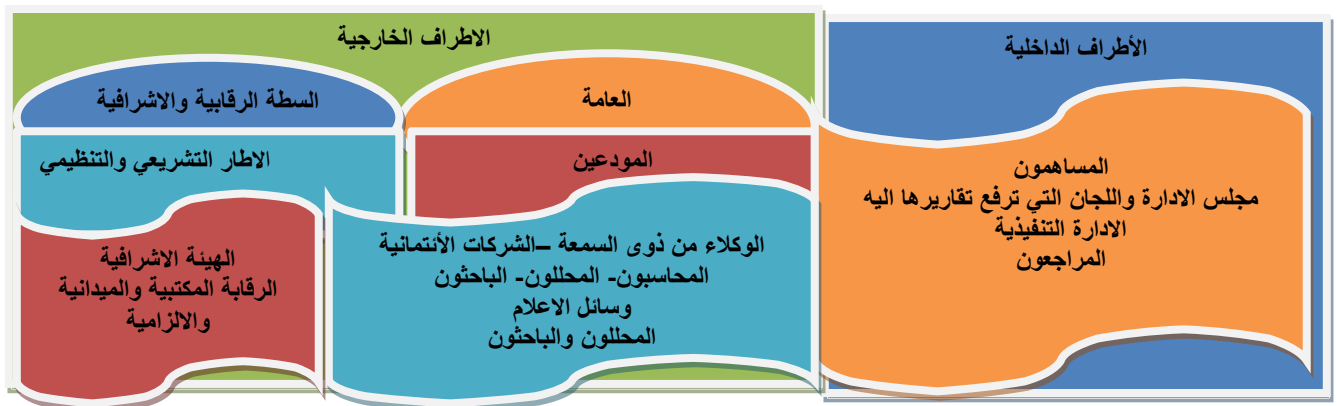 الأطراف الداخلية
المساهمون
مجلس الادارة واللجان التي ترفع تقاريرها اليه
الادارة التنفيذية
المراجعون
الاطراف الخارجية
العامة
المودعين
الوكلاء من ذوى السمعة –الشركات الأئتمانية
المحاسبون- المحللون- الباحثون
وسائل الاعلام
المحللون والباحثون
السطة الرقابية والاشرافية
الاطار التشريعي والتنظيمي
الهيئة الاشرافية
الرقابة المكتبية والميدانية
والالزامية